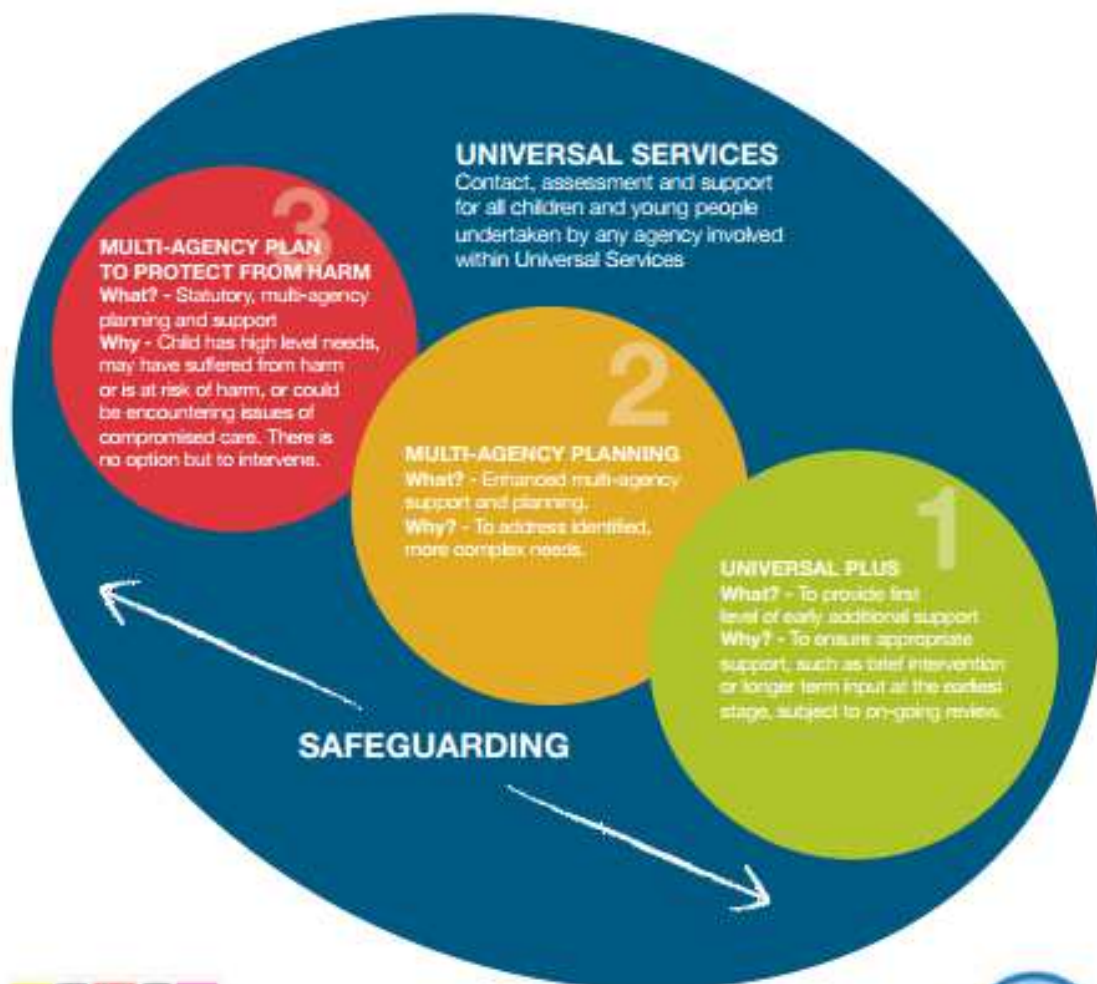 UNIVERSAL SERVICES
Contact, assessment and support
for all children and young people
undertaken by any agency involved
within Universal Services
3
MULTI-AGENCY PLAN
TO PROTECT FROM HARM
What? - Statutory, multi-agency
planning and support
Why - Child has high level needs,
may have suffered from harm
or is at risk of harm, or could
be encountering issues of
compromised care. There is
no option but to intervene.
2
MULTI-AGENCY PLANNING
What? - Enhanced multi-agency
support and planning.
Why? - To address identified,
more complex needs.
1
UNIVERSAL PLUS
What? - To provide first
level of early additional support
Why? - To ensure appropriate
support, such as brief intervention
or longer term input at the earliest
stage, subject to on-going review.
SAFEGUARDING